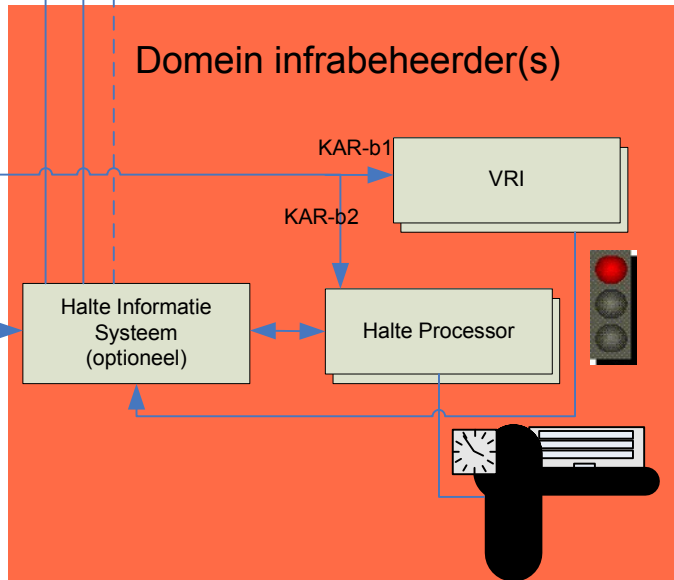 Domein infrabeheerder(s)
KAR-b1
VRI
KAR-b2
Halte Informatie
Systeem
(optioneel)
Halte Processor